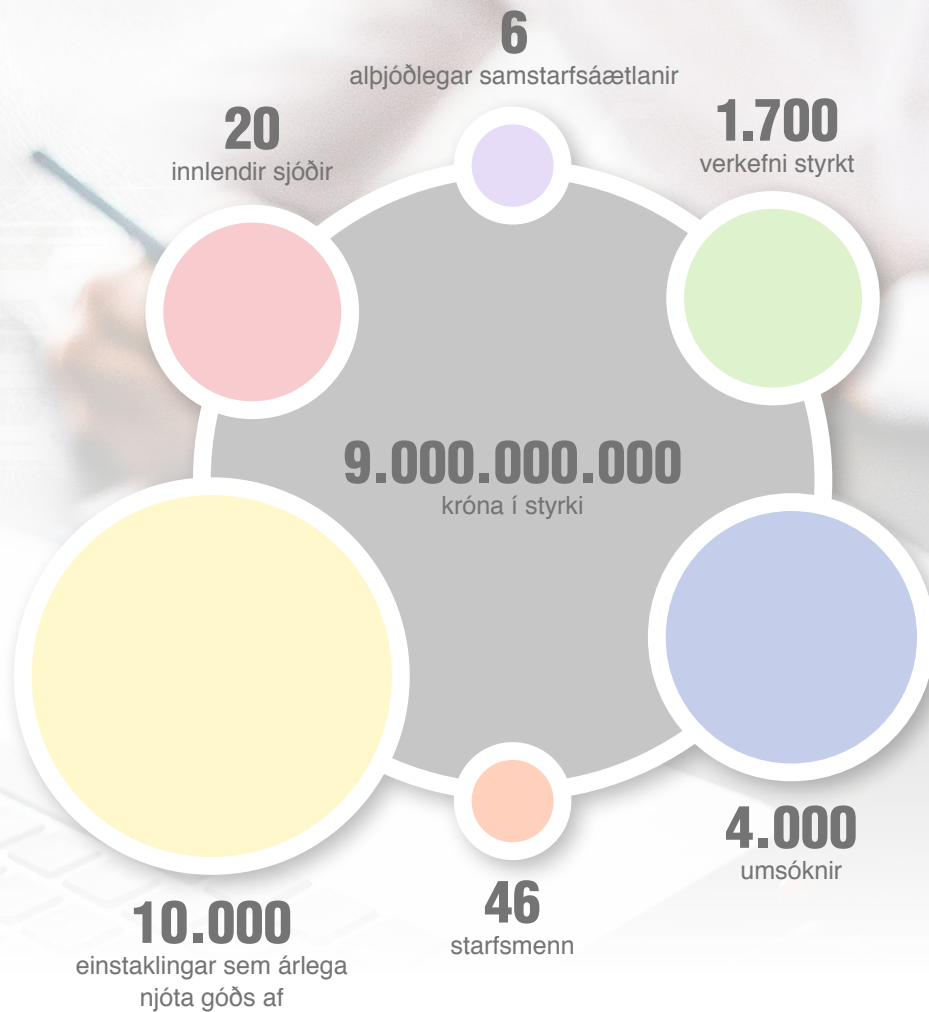 6
alþjóðlegar samstarfsáætlanir
20
innlendir sjóðir
1.700
verkefni styrkt
9.000.000.000
króna í styrki
4.000
umsóknir
46
starfsmenn
10.000
einstaklingar sem árlega
njóta góðs af